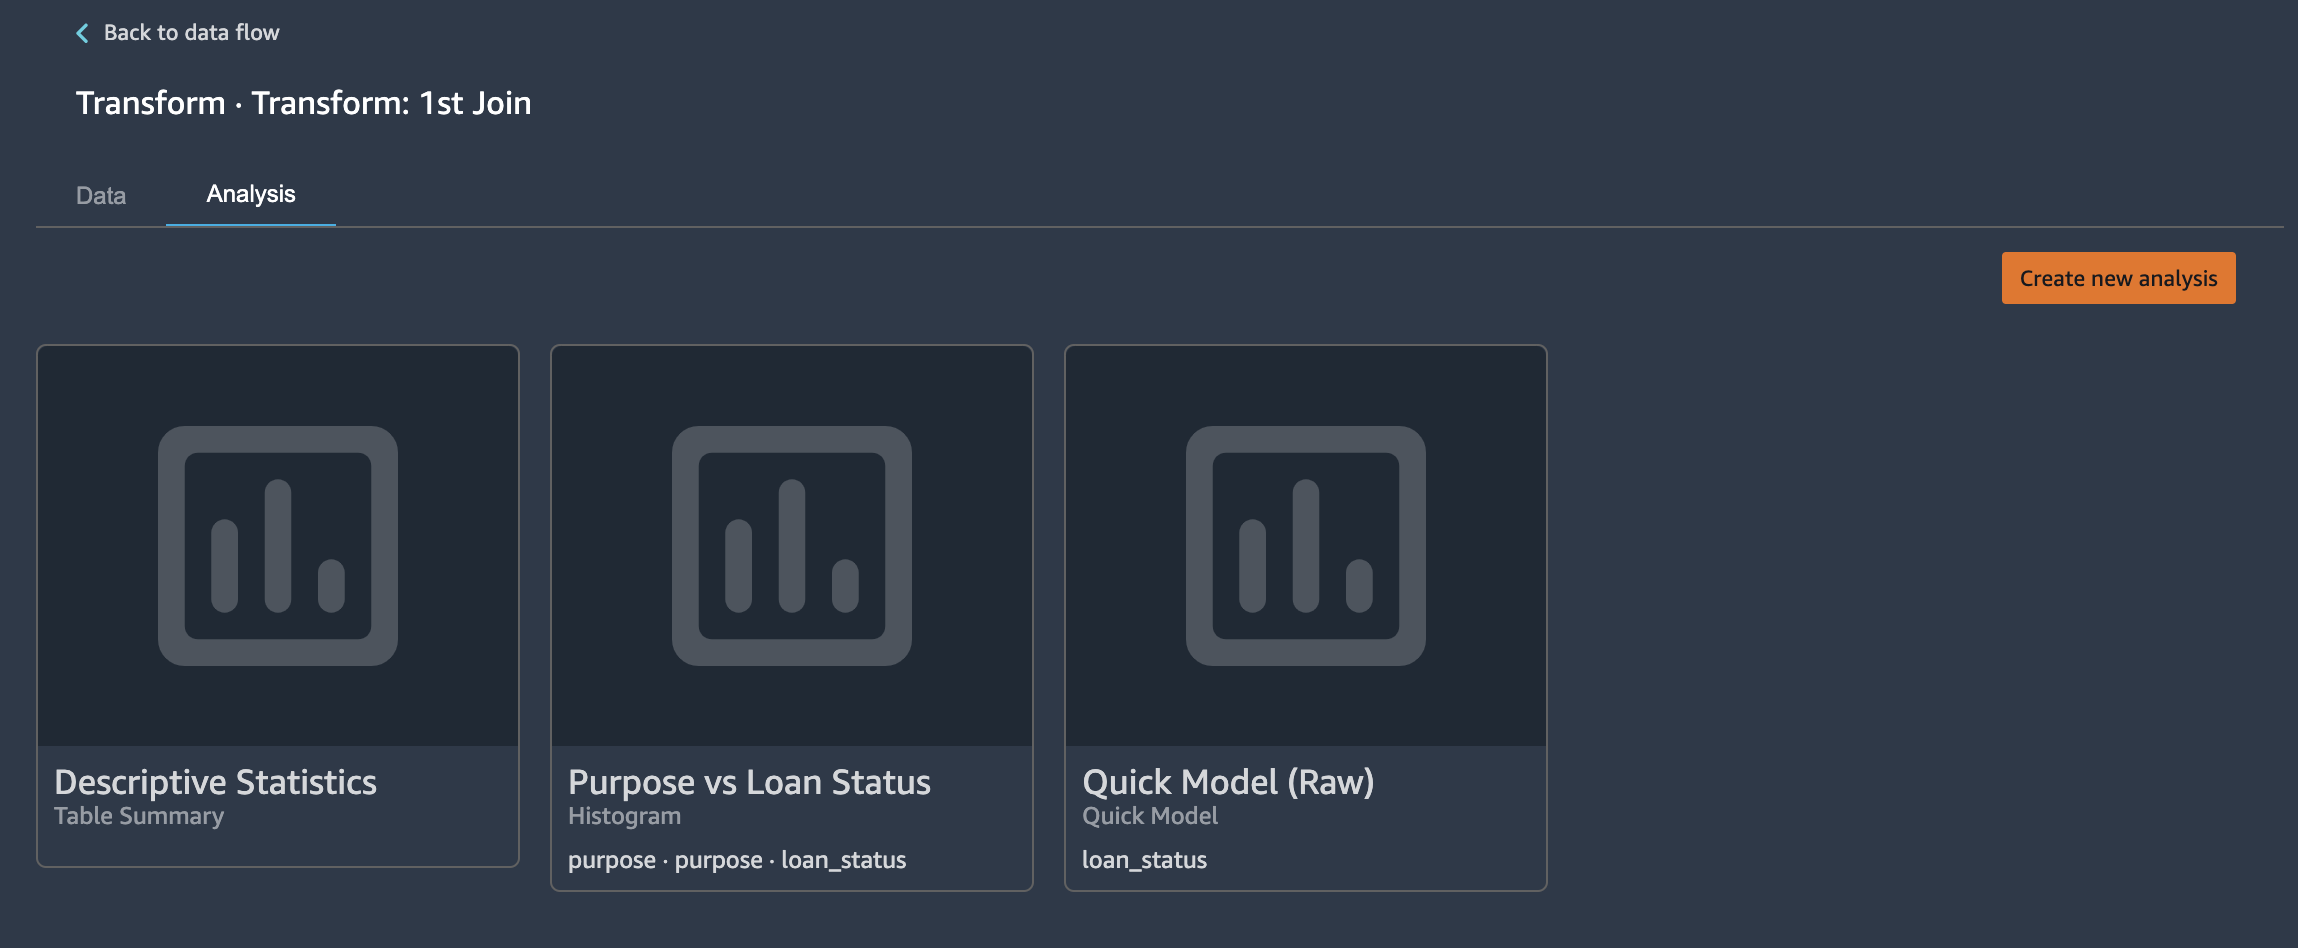 Back to data flow
Transform · Transform: 1st Join
Data
Analysis
Create new analysis
Descriptive Statistics
Table Summary
Purpose vs Loan Status
Histogram
purpose · purpose · loan_status
Quick Model (Raw)
Quick Model
loan_status